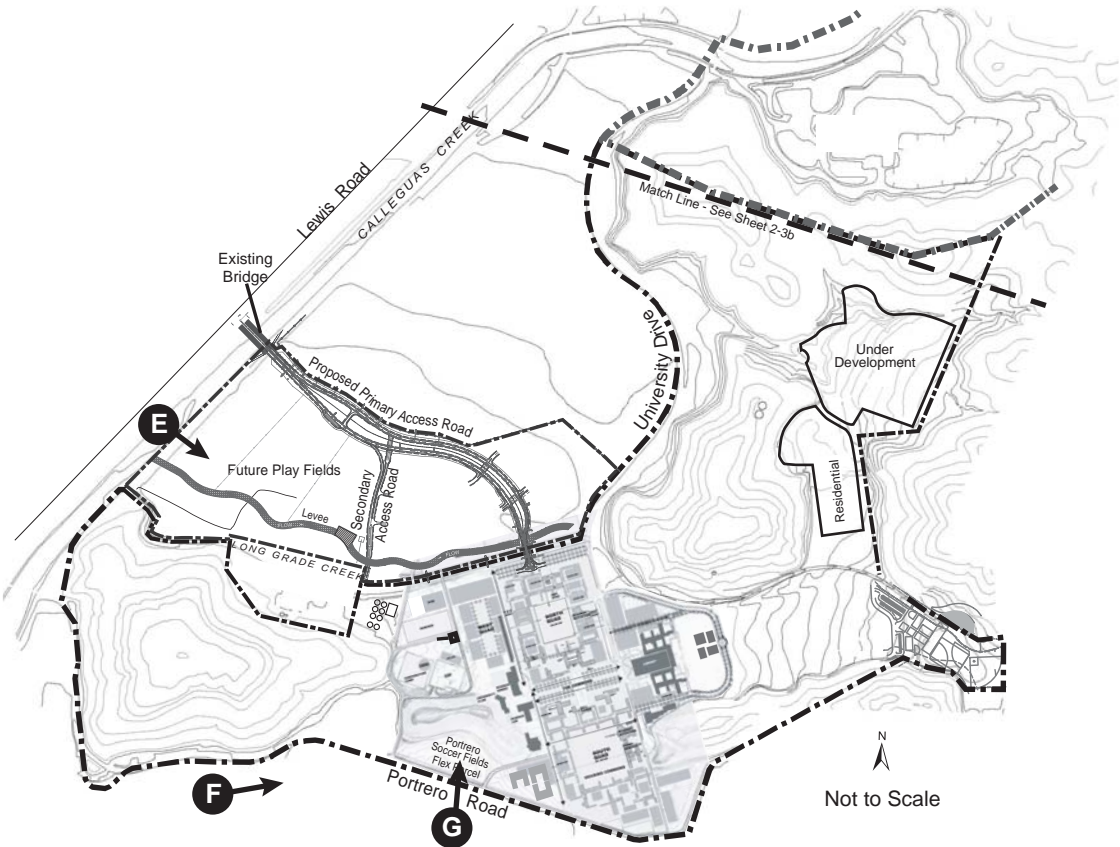 Lewis Road
CALLEGUAS CREEK
Match Line - See Sheet 2-3b
Existing
Bridge
Proposed Primary Access Road
University Drive
Under
Development
E
Future Play Fields
Levee
Secondary
Access Road
Residential
LONG GRADE CREEK
FLOW
Portrero
Soccer Fields
Flex Parcel
F
Portrero Road
G
N
Not to Scale